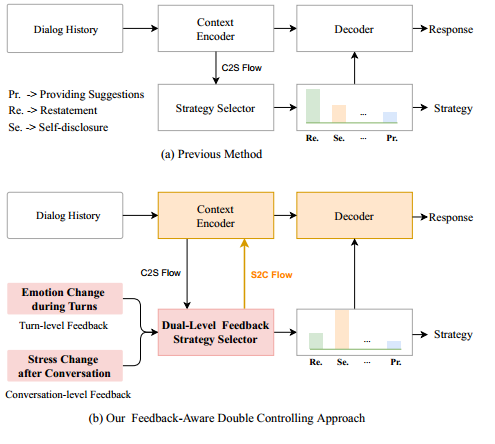 Dialog History
Context
Encoder
Decoder
Response
C2S Flow
Pr. -> Providing Suggestions
Re. -> Restatement
Se. -> Self-disclosure
Strategy Selector
...
Re. Se. ... Pr.
Strategy
(a) Previous Method
Dialog History
Context
Encoder
Decoder
Response
C2S Flow
S2C Flow
Emotion Change
during Turns
Turn-level Feedback
Dual-Level Feedback
Strategy Selector
Stress Change
after Conversation
Conversation-level Feedback
...
Re. Se. ... Pr.
Strategy
(b) Our Feedback-Aware Double Controlling Approach